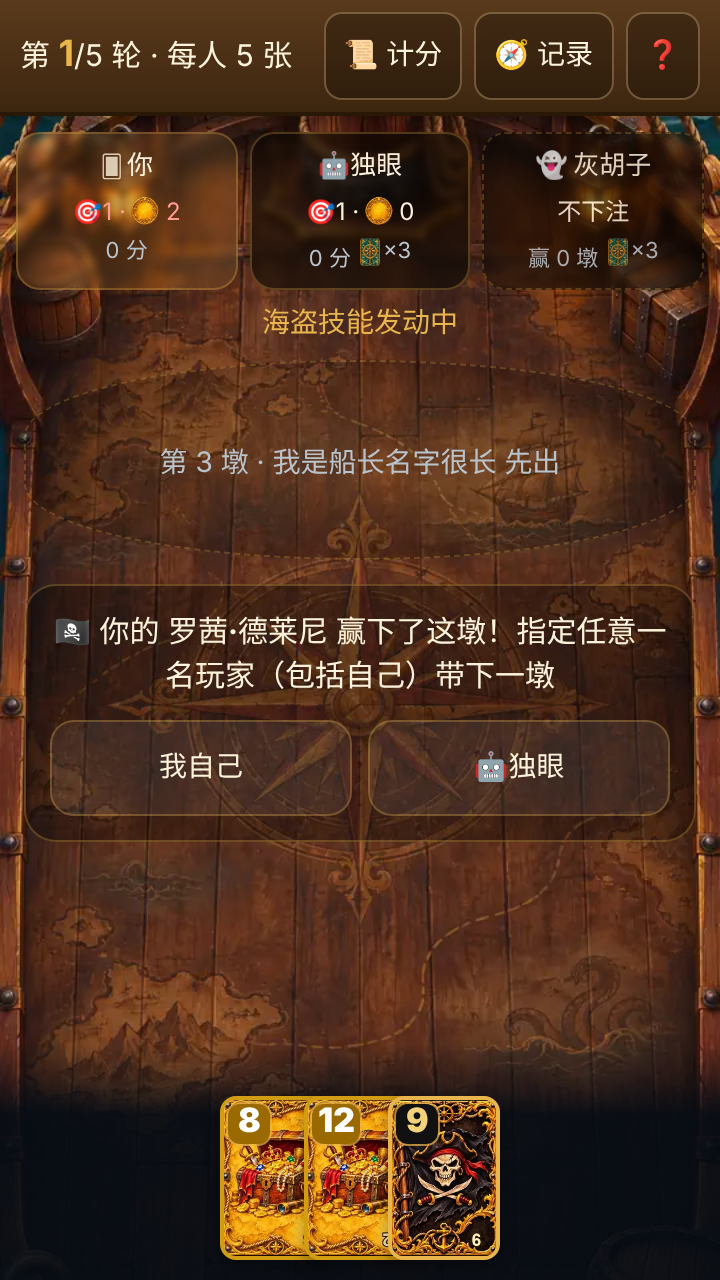 第 1/5 轮 · 每人 5 张
计分
记录
你
1 · 2
0 分
独眼
1 · 0
0 分 ×3
灰胡子
不下注
赢 0 墩 ×3
海盗技能发动中
第 3 墩 · 我是船长名字很长 先出
你的 罗茜·德莱尼 赢下了这墩！指定任意一
名玩家（包括自己）带下一墩
我自己
独眼
8
12
9
9